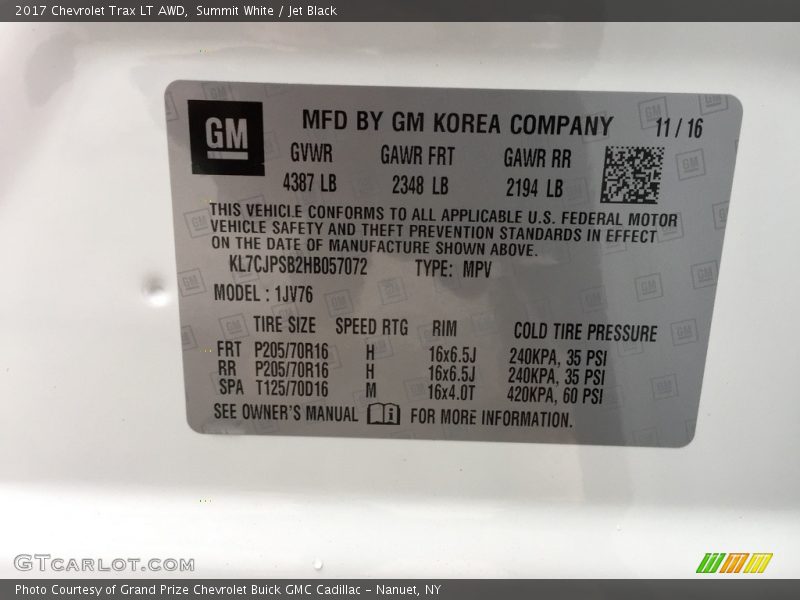 2017 Chevrolet Trax LT AWD, Summit White / Jet Black
GM MFD BY GM KOREA COMPANY 11 / 16
GVWR GAWR FRT GAWR RR
4387 LB 2348 LB 2194 LB
THIS VEHICLE CONFORMS TO ALL APPLICABLE U.S. FEDERAL MOTOR
VEHICLE SAFETY AND THEFT PREVENTION STANDARDS IN EFFECT
ON THE DATE OF MANUFACTURE SHOWN ABOVE.
KL7CJPSB2HB057072 TYPE: MPV
MODEL : 1JV76
TIRE SIZE SPEED RTG RIM COLD TIRE PRESSURE
FRT P205/70R16 H 16x6.5J 240KPA, 35 PSI
RR P205/70R16 H 16x6.5J 240KPA, 35 PSI
SPA T125/70D16 M 16x4.0T 420KPA, 60 PSI
SEE OWNER'S MANUAL FOR MORE INFORMATION.
GTCARLOT.COM
Photo Courtesy of Grand Prize Chevrolet Buick GMC Cadillac - Nanuet, NY